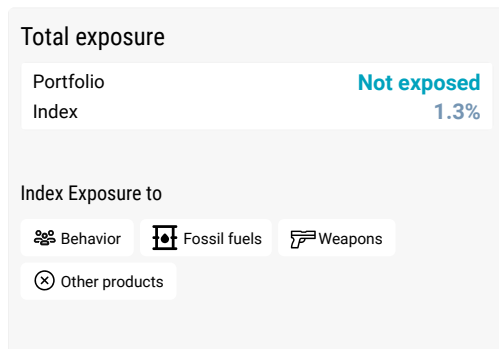 Total exposure
Portfolio Not exposed
Index 1.3%
Index Exposure to
Behavior Fossil fuels Weapons
Other products